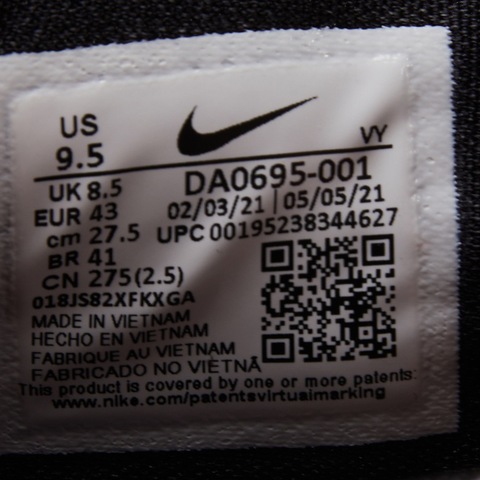 US
9.5
VY
UK 8.5
DA0695-001
EUR 43
02/03/21 | 05/05/21
cm 27.5
UPC 00195238344627
BR 41
CN 275(2.5)
018JS82XFKXGA
MADE IN VIETNAM
HECHO EN VIETNAM
FABRIQUE AU VIETNAM
FABRICADO NO VIETNÃ
This product is covered by one or more patents:
www.nike.com/patentsvirtualmarking